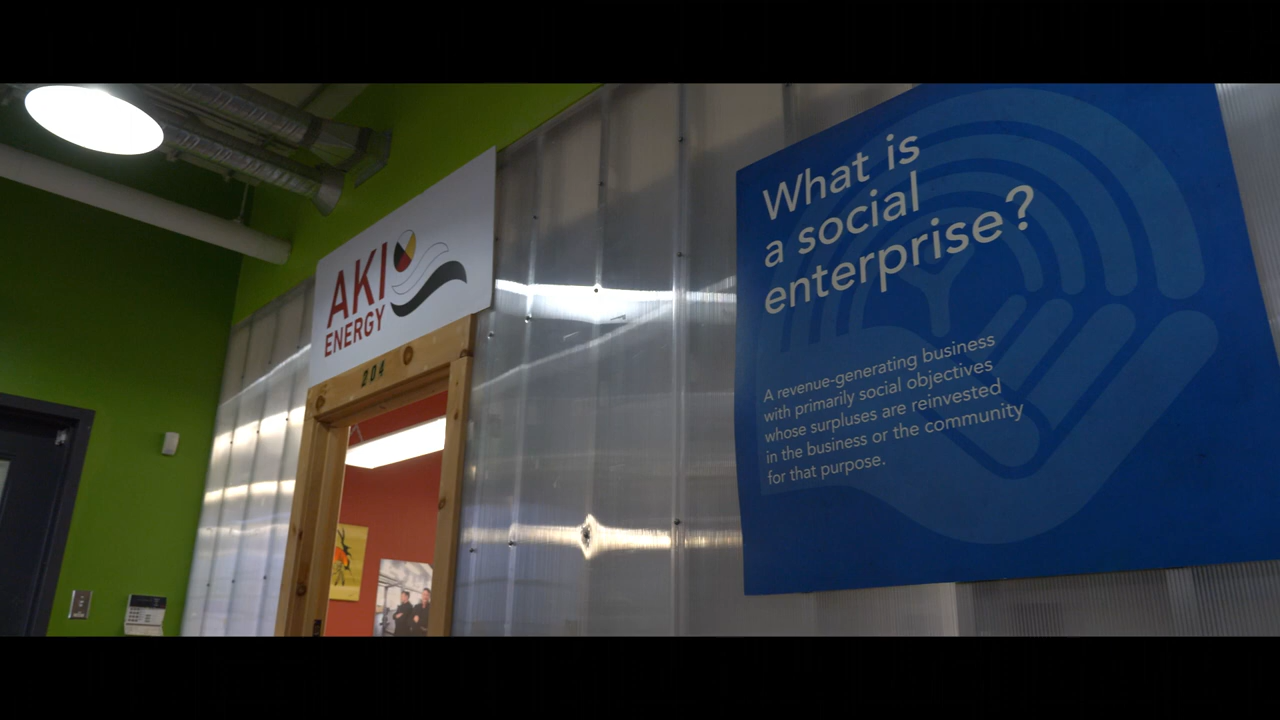 AKI
ENERGY
204
What is
a social
enterprise?
A revenue-generating business
with primarily social objectives
whose surpluses are reinvested
in the business or the community
for that purpose.